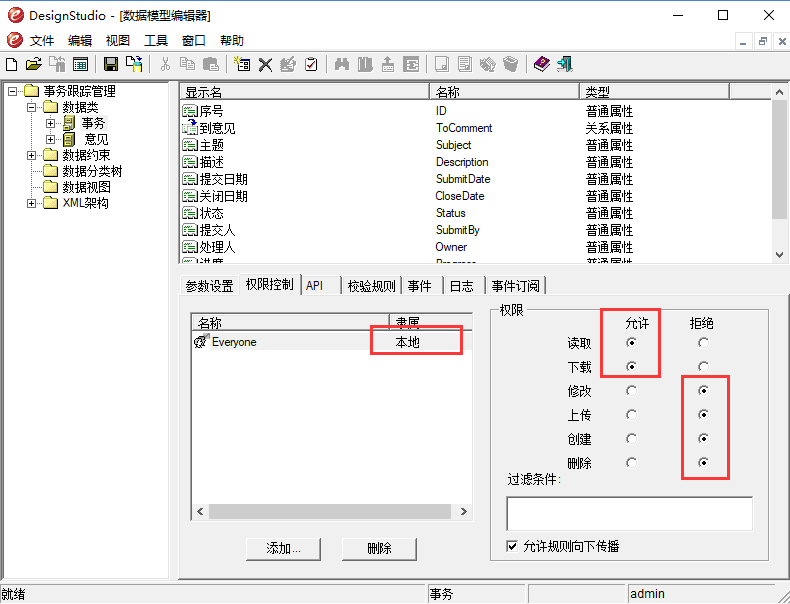 DesignStudio - [数据模型编辑器]
文件 编辑 视图 工具 窗口 帮助
事务跟踪管理
数据类
事务
意见
数据约束
数据分类树
数据视图
XML架构
显示名 名称 类型
序号 ID 普通属性
到意见 ToComment 关系属性
主题 Subject 普通属性
描述 Description 普通属性
提交日期 SubmitDate 普通属性
关闭日期 CloseDate 普通属性
状态 Status 普通属性
提交人 SubmitBy 普通属性
处理人 Owner 普通属性
进度 Progress 普通属性
参数设置 权限控制 API 校验规则 事件 日志 事件订阅
名称 隶属
Everyone 本地
添加... 删除
权限
允许 拒绝
读取
下载
修改
上传
创建
删除
过滤条件:
允许规则向下传播
就绪 事务 admin